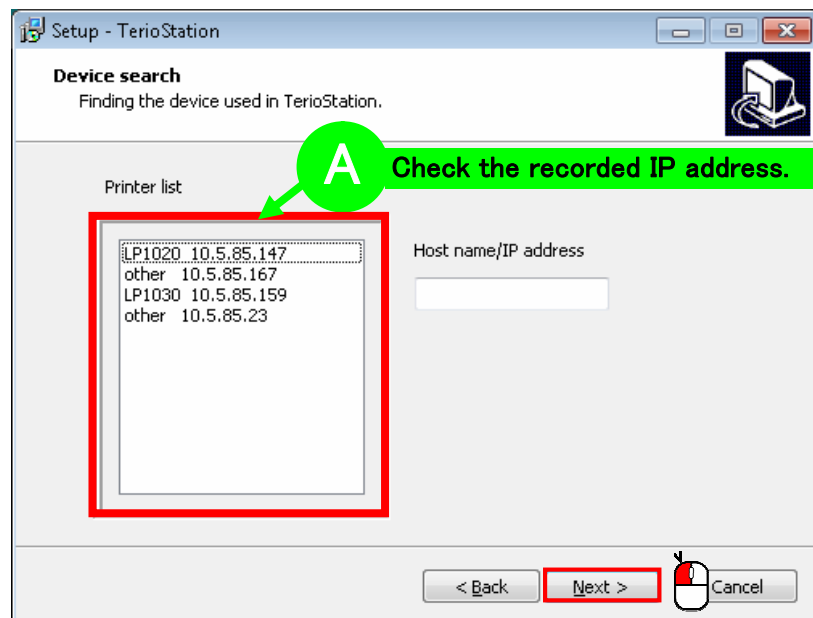 Setup - TerioStation
Device search
Finding the device used in TerioStation.
A
Check the recorded IP address.
Printer list
LP1020 10.5.85.147
other 10.5.85.167
LP1030 10.5.85.159
other 10.5.85.23
Host name/IP address
< Back
Next >
Cancel